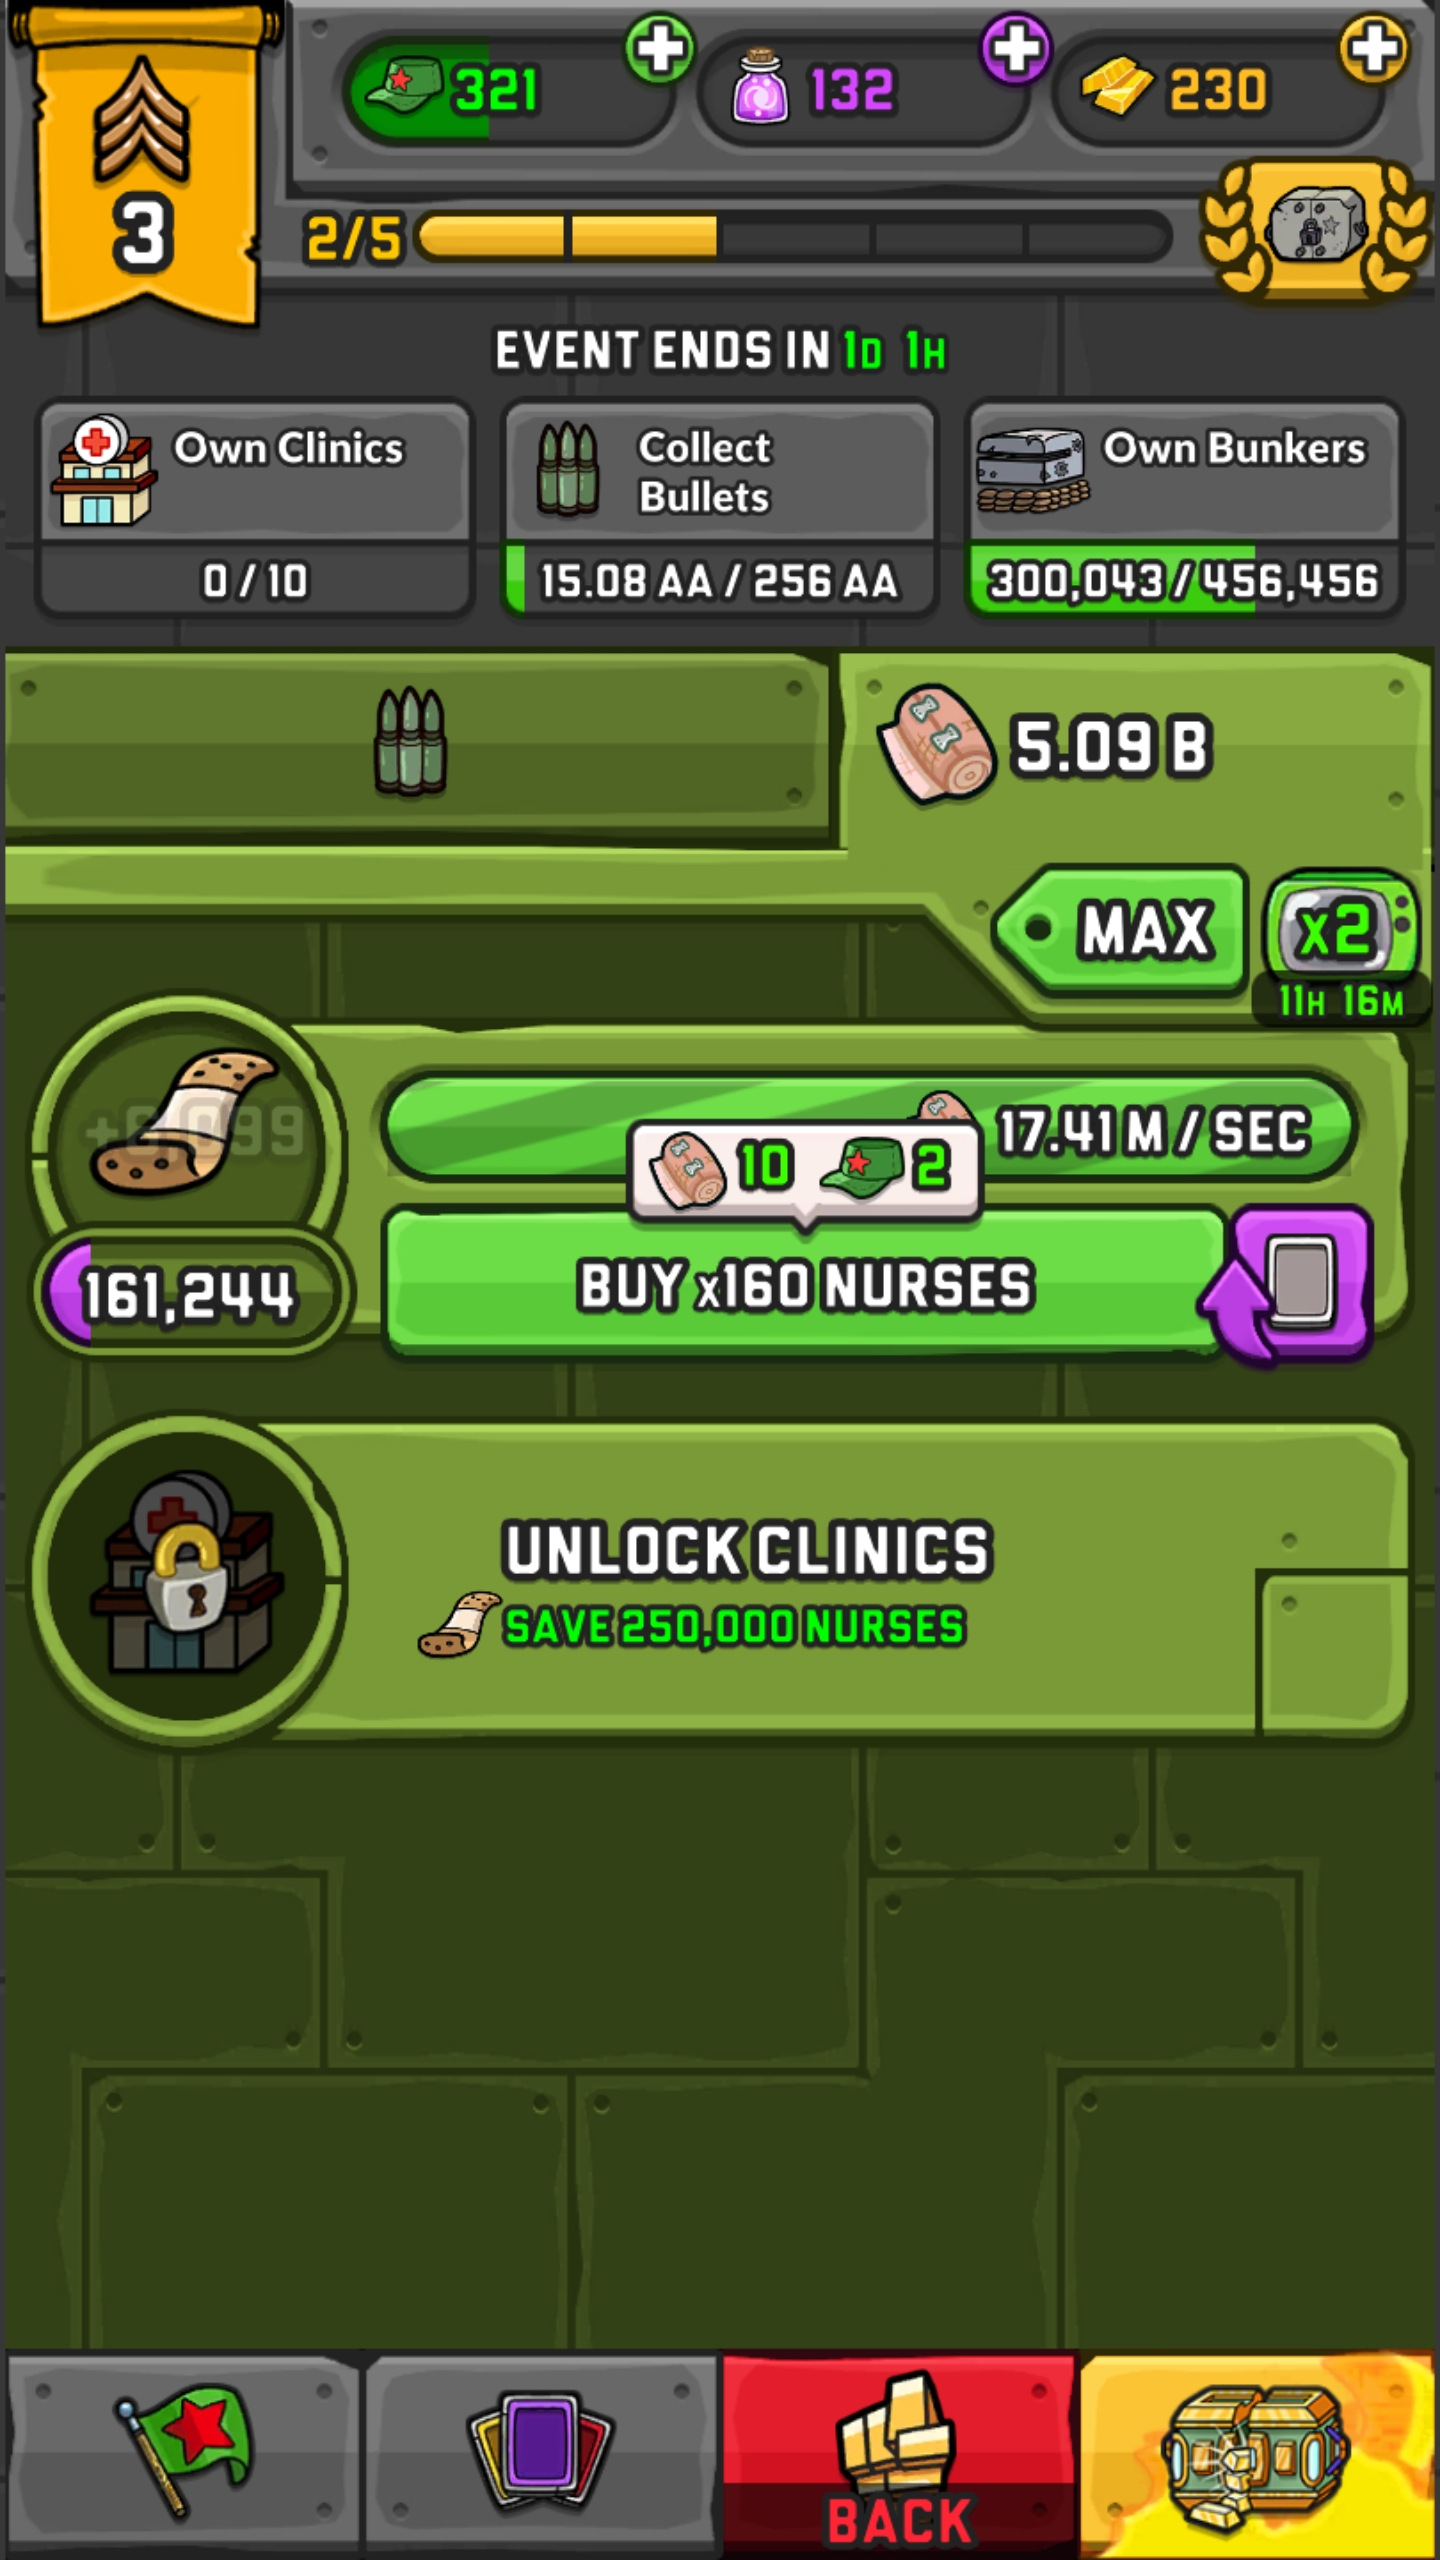 321
132
230
3
2/5
EVENT ENDS IN 1D 1H
Own Clinics
0 / 10
Collect
Bullets
15.08 AA / 256 AA
Own Bunkers
300,043 / 456,456
5.09 B
MAX
x2
11H 16M
17.41 M / SEC
10
2
161,244
BUY x160 NURSES
UNLOCK CLINICS
SAVE 250,000 NURSES
BACK